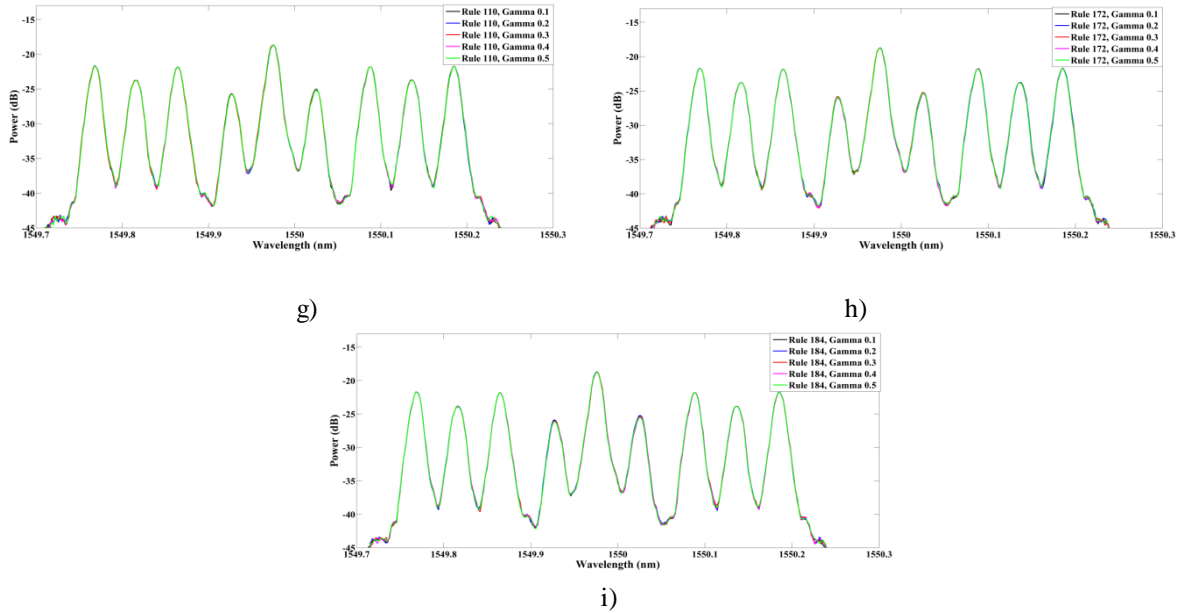 Rule 110, Gamma 0.1
Rule 110, Gamma 0.2
Rule 110, Gamma 0.3
Rule 110, Gamma 0.4
Rule 110, Gamma 0.5
Power (dB)
-15
-20
-25
-30
-35
-40
-45
1549.7 1549.8 1549.9 1550 1550.1 1550.2 1550.3
Wavelength (nm)
g)
Rule 172, Gamma 0.1
Rule 172, Gamma 0.2
Rule 172, Gamma 0.3
Rule 172, Gamma 0.4
Rule 172, Gamma 0.5
Power (dB)
-15
-20
-25
-30
-35
-40
-45
1549.7 1549.8 1549.9 1550 1550.1 1550.2 1550.3
Wavelength (nm)
h)
Rule 184, Gamma 0.1
Rule 184, Gamma 0.2
Rule 184, Gamma 0.3
Rule 184, Gamma 0.4
Rule 184, Gamma 0.5
Power (dB)
-15
-20
-25
-30
-35
-40
-45
1549.7 1549.8 1549.9 1550 1550.1 1550.2 1550.3
Wavelength (nm)
i)